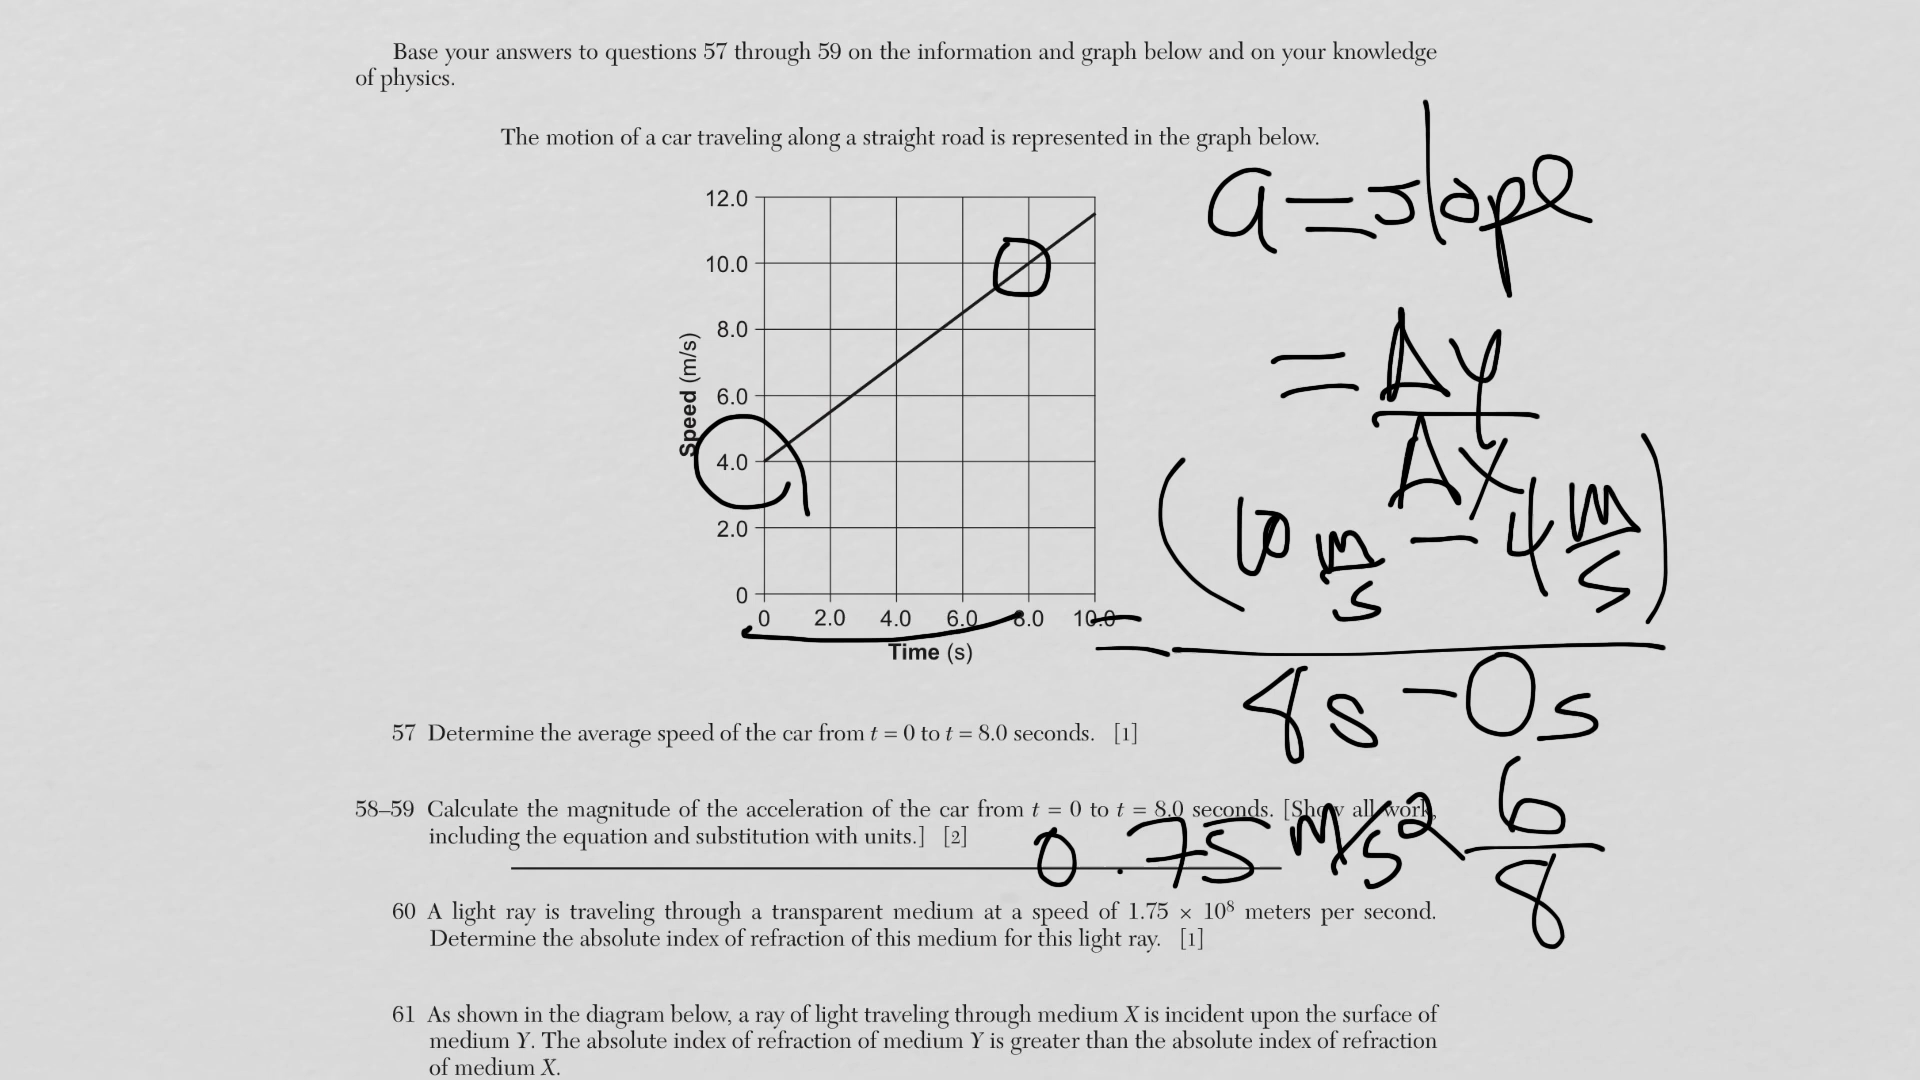 Base your answers to questions 57 through 59 on the information and graph below and on your knowledge
of physics.
The motion of a car traveling along a straight road is represented in the graph below.
12.0
10.0
8.0
6.0
4.0
2.0
0
Speed (m/s)
0 2.0 4.0 6.0 8.0 10.0
Time (s)
a = slope
= Δy
Δx
(10 m/s − 4 m/s)
=
8s − 0s
6
8
0.75 m/s²
57 Determine the average speed of the car from t = 0 to t = 8.0 seconds. [1]
58–59 Calculate the magnitude of the acceleration of the car from t = 0 to t = 8.0 seconds. [Show all work,
including the equation and substitution with units.] [2]
60 A light ray is traveling through a transparent medium at a speed of 1.75 × 10⁸ meters per second.
Determine the absolute index of refraction of this medium for this light ray. [1]
61 As shown in the diagram below, a ray of light traveling through medium X is incident upon the surface of
medium Y. The absolute index of refraction of medium Y is greater than the absolute index of refraction
of medium X.